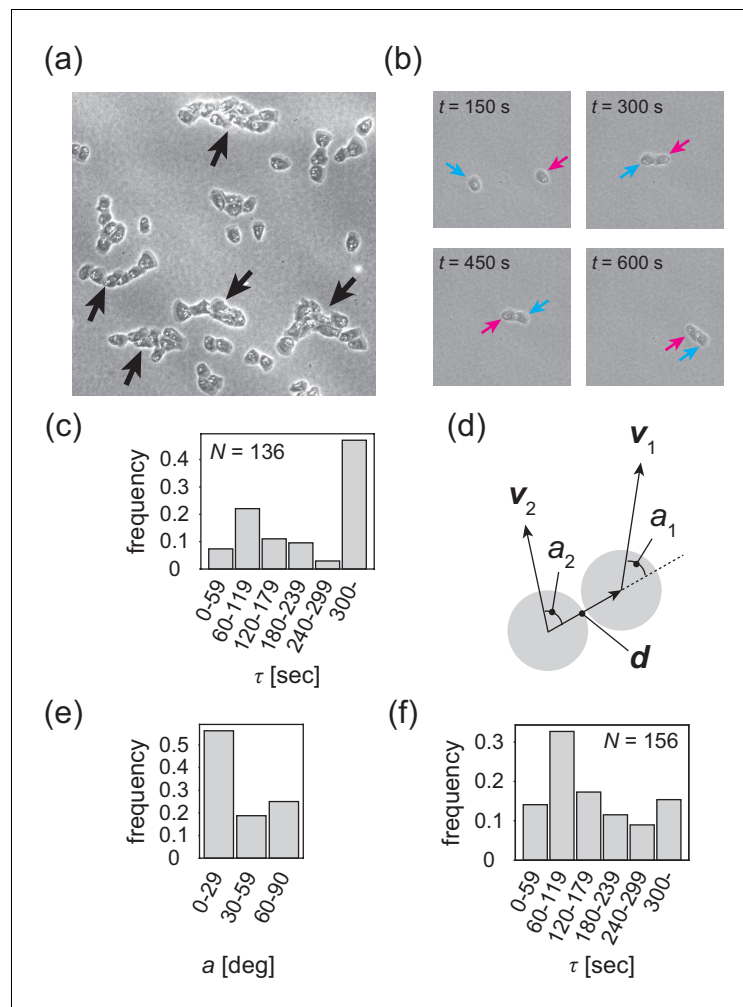 (a)
(b)
t = 150 s
t = 300 s
t = 450 s
t = 600 s
(c)
N = 136
frequency
0.4
0.3
0.2
0.1
0
0-59
60-119
120-179
180-239
240-299
300-
τ [sec]
(d)
v1
v2
a1
a2
d
(e)
frequency
0.5
0.4
0.3
0.2
0.1
0
0-29
30-59
60-90
a [deg]
(f)
N = 156
frequency
0.3
0.2
0.1
0
0-59
60-119
120-179
180-239
240-299
300-
τ [sec]